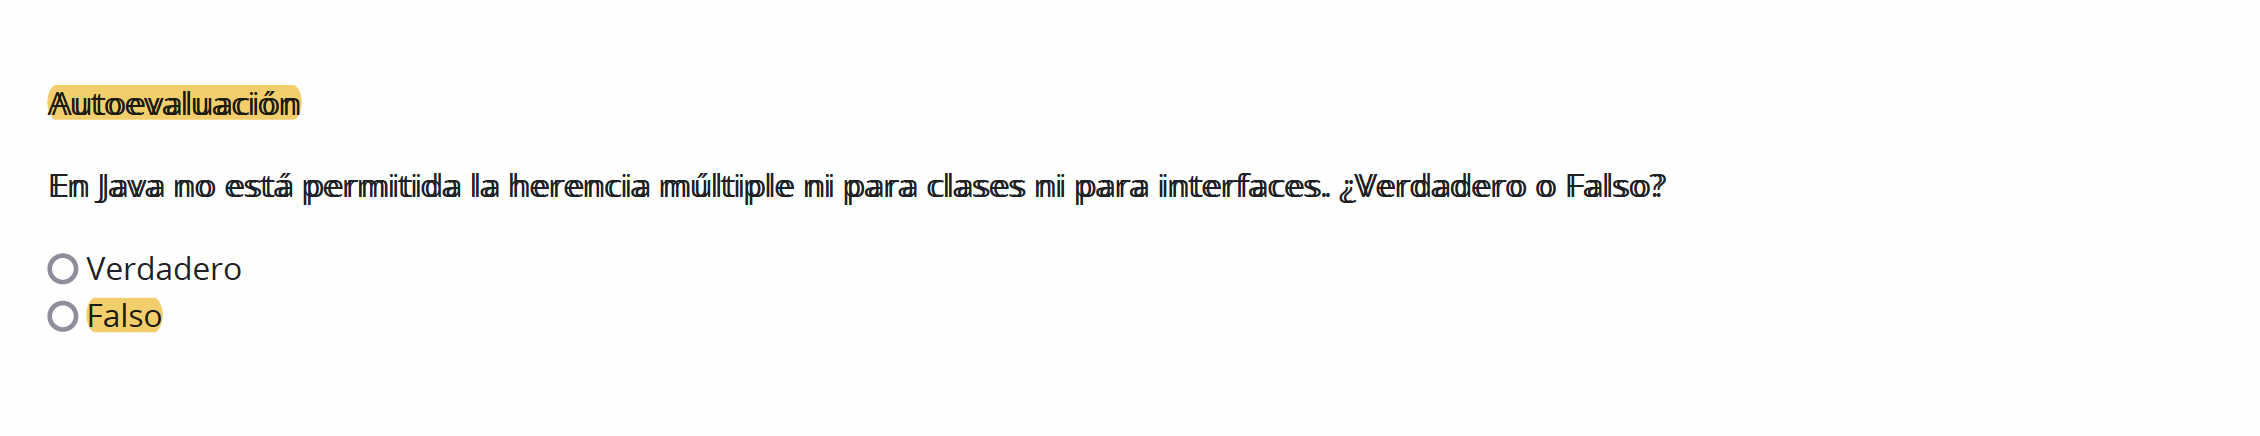 Autoevaluación
En Java no está permitida la herencia múltiple ni para clases ni para interfaces. ¿Verdadero o Falso?
Verdadero
Falso